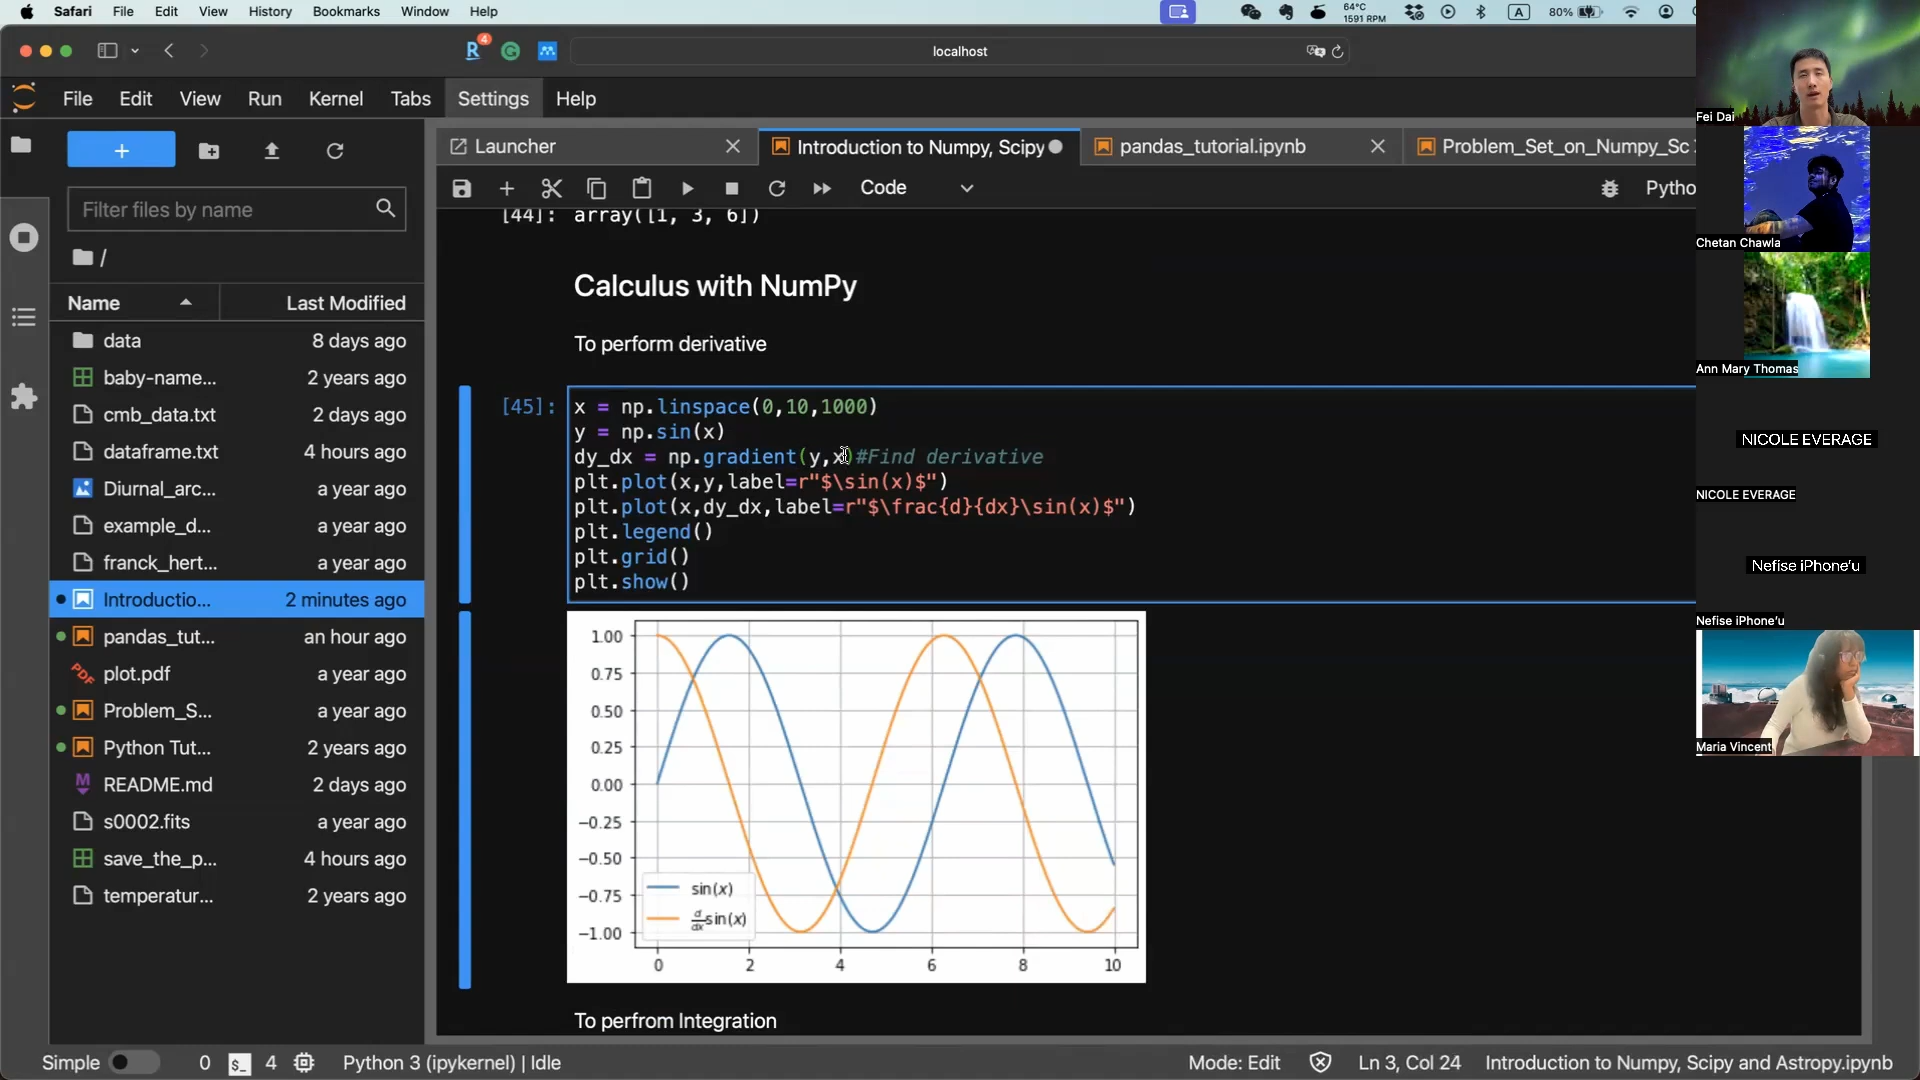 Safari File Edit View History Bookmarks Window Help
64°C
1591 RPM
A
80%
4
R
G
localhost
File Edit View Run Kernel Tabs Settings Help
Launcher
Introduction to Numpy, Scipy
pandas_tutorial.ipynb
Problem_Set_on_Numpy_Sc
Code
Pytho
Filter files by name
/
Name Last Modified
data 8 days ago
baby-name... 2 years ago
cmb_data.txt 2 days ago
dataframe.txt 4 hours ago
Diurnal_arc... a year ago
example_d... a year ago
franck_hert... a year ago
Introductio... 2 minutes ago
pandas_tut... an hour ago
plot.pdf a year ago
Problem_S... a year ago
Python Tut... 2 years ago
README.md 2 days ago
s0002.fits a year ago
save_the_p... 4 hours ago
temperatur... 2 years ago
[44]: array([1, 3, 6])
Calculus with NumPy
To perform derivative
[45]:
x = np.linspace(0,10,1000)
y = np.sin(x)
dy_dx = np.gradient(y,x)#Find derivative
plt.plot(x,y,label=r"$\sin(x)$")
plt.plot(x,dy_dx,label=r"$\frac{d}{dx}\sin(x)$")
plt.legend()
plt.grid()
plt.show()
1.00
0.75
0.50
0.25
0.00
−0.25
−0.50
−0.75
−1.00
sin(x)
d/dx sin(x)
0 2 4 6 8 10
To perfrom Integration
Fei Dai
Chetan Chawla
Ann Mary Thomas
NICOLE EVERAGE
NICOLE EVERAGE
Nefise iPhone'u
Nefise iPhone'u
Maria Vincent
Simple 0 $_ 4 Python 3 (ipykernel) | Idle
Mode: Edit Ln 3, Col 24 Introduction to Numpy, Scipy and Astropy.ipynb